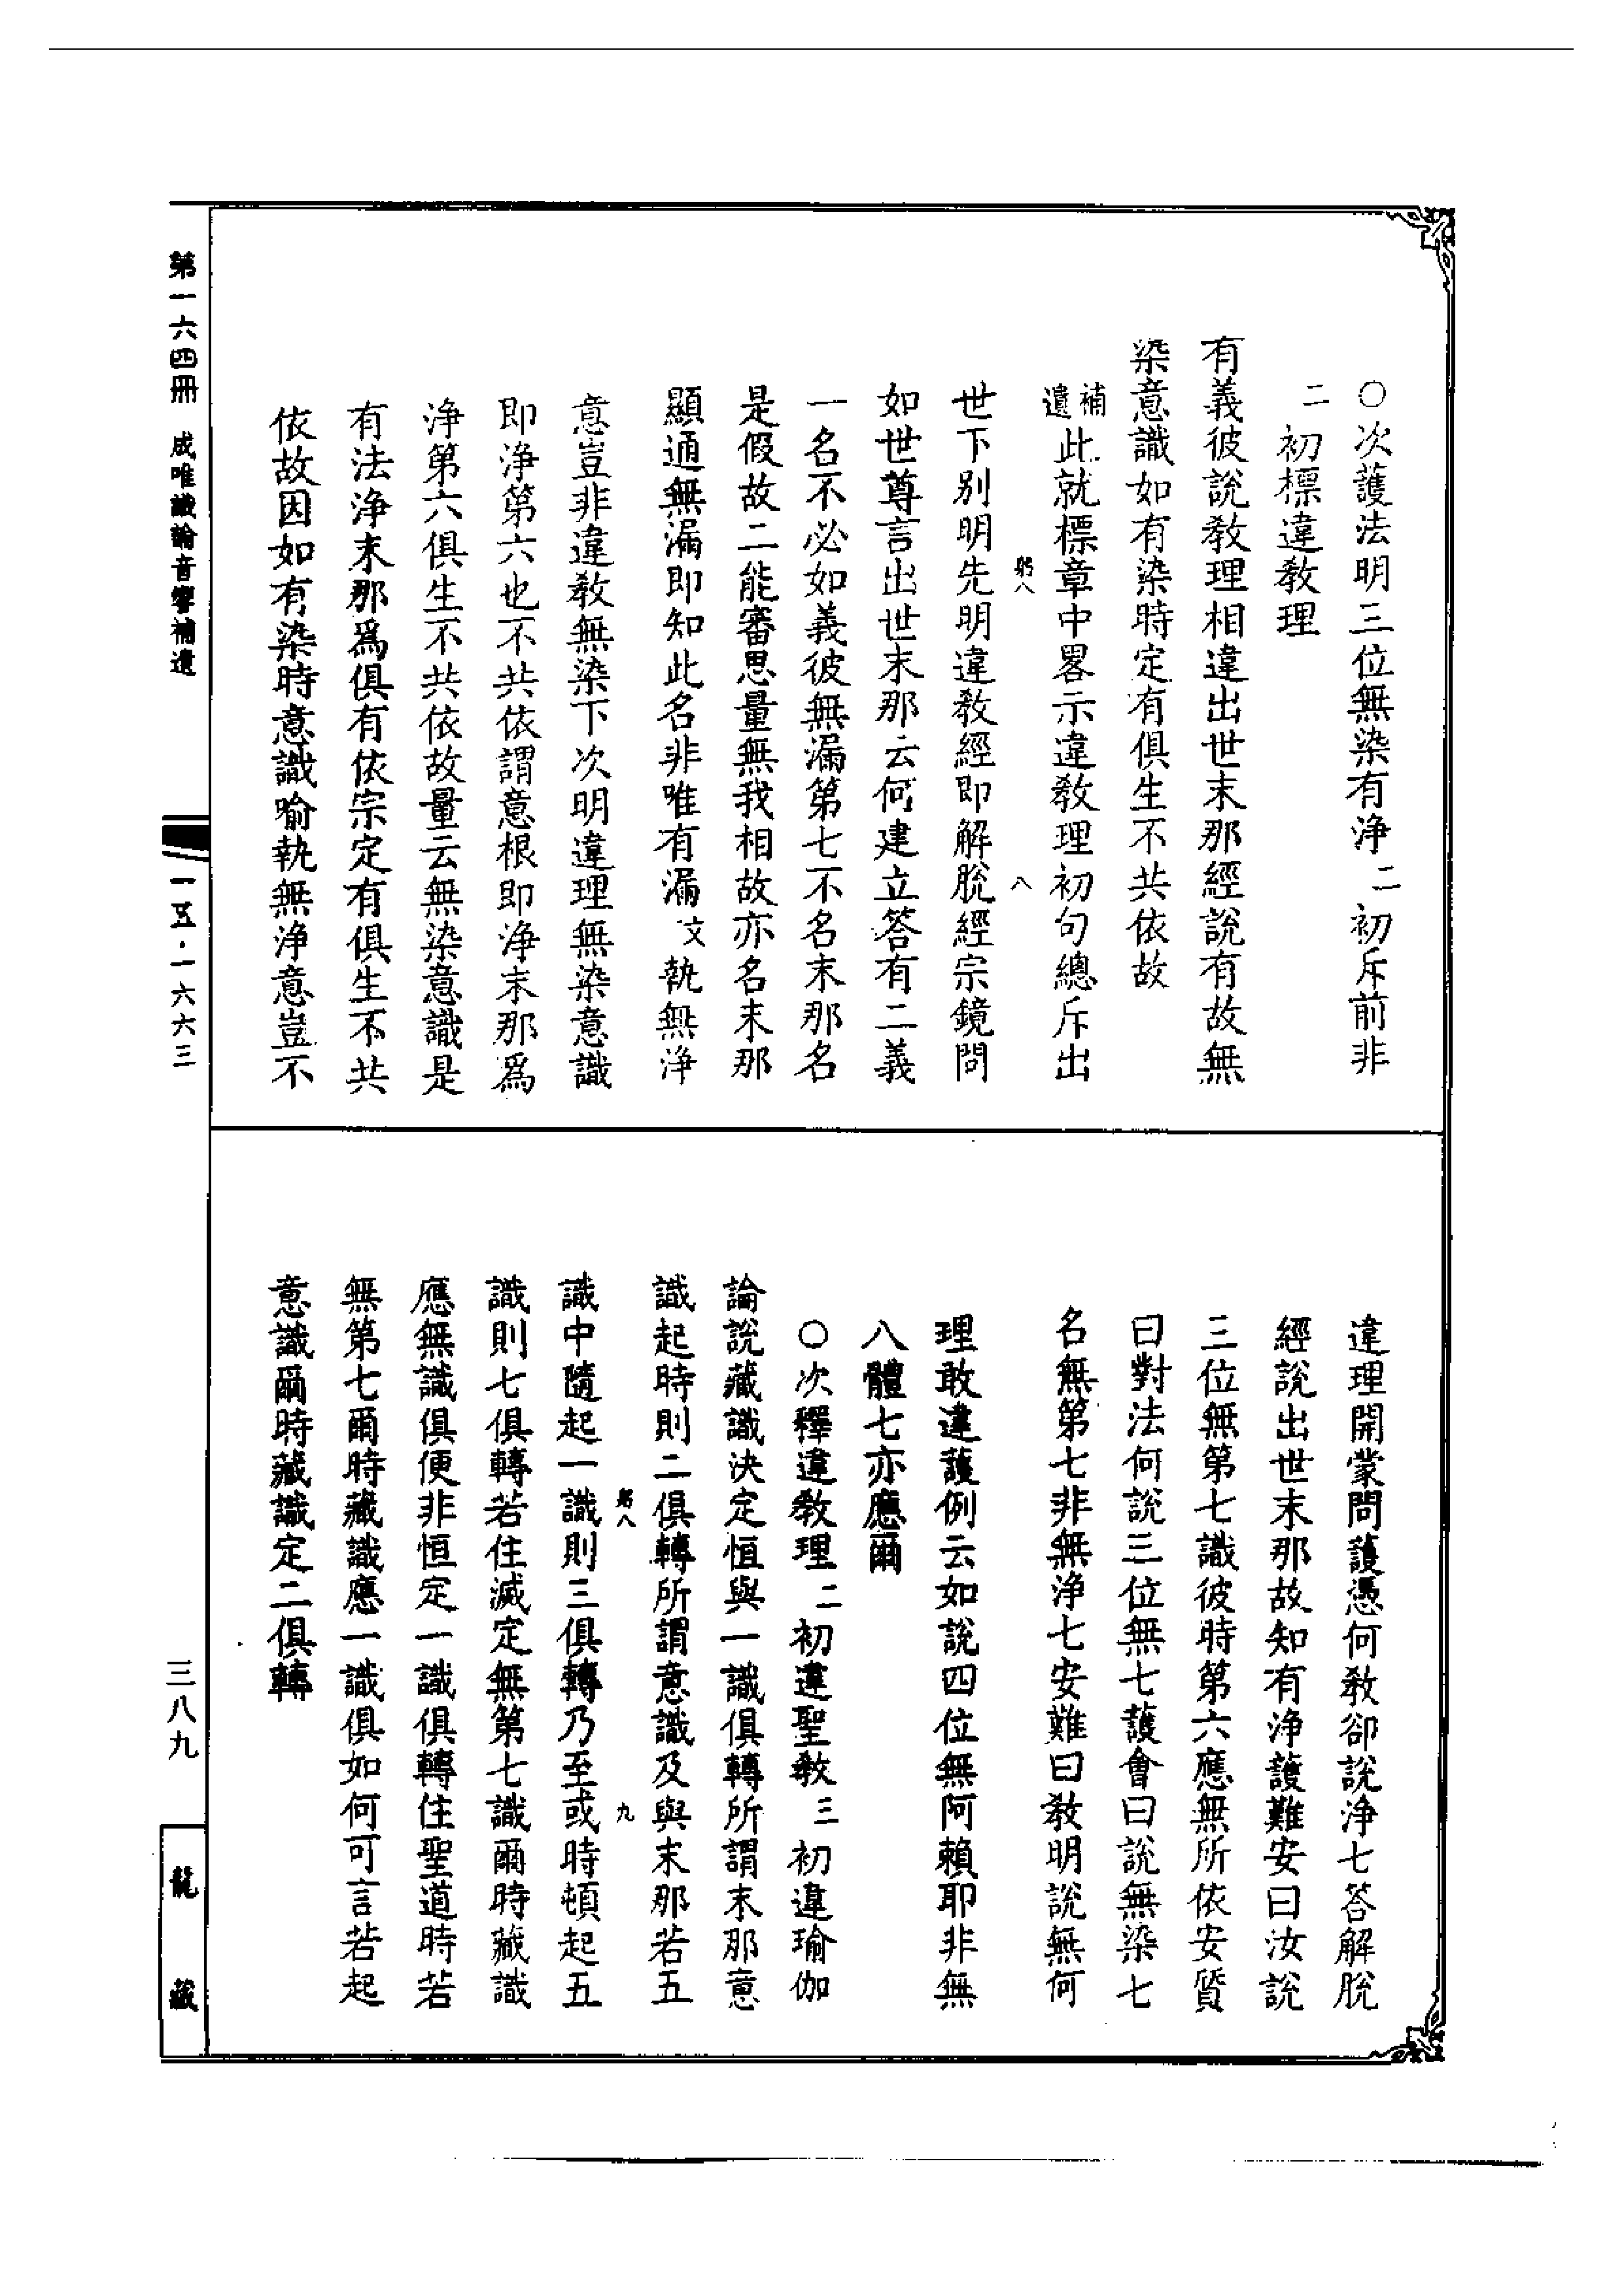 ○次護法明三位無染有淨二初斥前非
二初標違教理
有義彼說教理相違出世末那經說有故無
染意識如有染時定有俱生不共依故
補遺此就標章中畧示違教理初句總斥出
躬八 八
世下別明先明違教經即解脫經宗鏡問
如世尊言出世末那云何建立答有二義
一名不必如義彼無漏第七不名末那名
是假故二能審思量無我相故亦名末那
顯通無漏即知此名非唯有漏文執無淨
意豈非違教無染下次明違理無染意識
即淨第六也不共依謂意根即淨末那爲
淨第六俱生不共依故量云無染意識是
有法淨末那爲俱有依宗定有俱生不共
依故因如有染時意識喻執無淨意豈不
違理開蒙問護憑何教卻說淨七答解脫
經說出世末那故知有淨護難安曰汝說
三位無第七識彼時第六應無所依安質
曰對法何說三位無七護會曰說無染七
名無第七非無淨七安難曰教明說無何
理敢違護例云如說四位無阿賴耶非無
八體七亦應爾
○次釋違教理二初違聖教三初違瑜伽
論說藏識決定恒與一識俱轉所謂末那意
識起時則二俱轉所謂意識及與末那若五
躬八 九
識中隨起一識則三俱轉乃至或時頓起五
識則七俱轉若住滅定無第七識爾時藏識
應無識俱便非恒定一識俱轉住聖道時若
無第七爾時藏識應一識俱如何可言若起
意識爾時藏識定二俱轉
第一六四冊 成唯識論音響補遺
一五·一六六三
三八九
龍藏